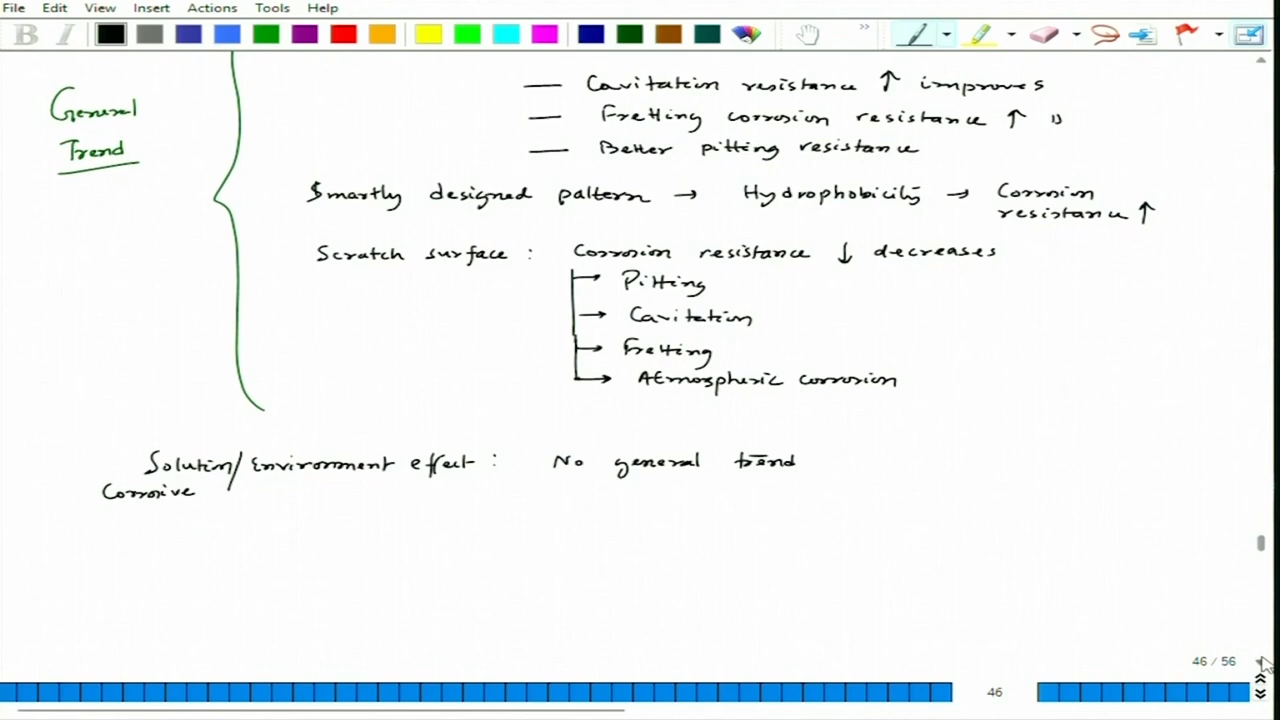 File Edit View Insert Actions Tools Help
B I
— Cavitation resistance ↑ improves
General — Fretting corrosion resistance ↑ "
Trend — Better pitting resistance
Smartly designed pattern → Hydrophobicity → Corrosion resistance ↑
Scratch surface : Corrosion resistance ↓ decreases
→ Pitting
→ Cavitation
→ Fretting
→ Atmospheric corrosion
Solution/Environment effect : No general trend
Corrosive
46 / 56
46